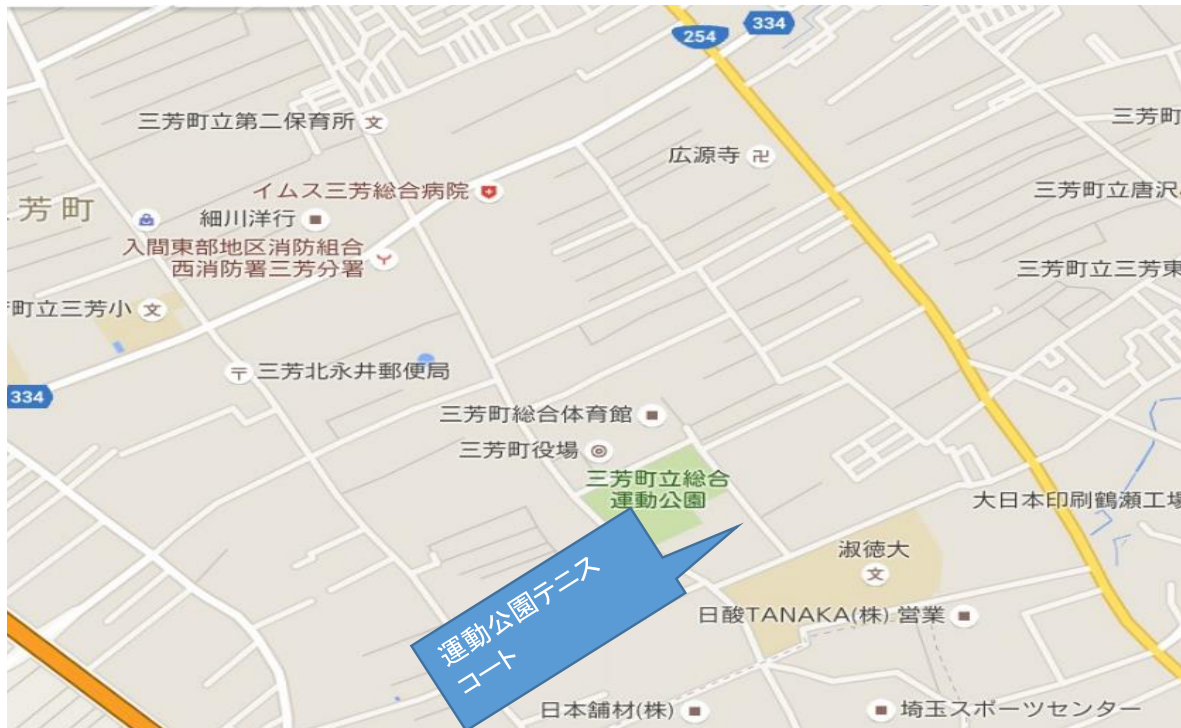 334
254
三芳町立第二保育所
三芳町
広源寺
イムス三芳総合病院
三芳町立唐沢
芳町
細川洋行
入間東部地区消防組合
西消防署三芳分署
三芳町立三芳東
町立三芳小
三芳北永井郵便局
334
三芳町総合体育館
三芳町役場
三芳町立総合
運動公園
大日本印刷鶴瀬工場
淑徳大
運動公園テニス
コート
日酸TANAKA(株) 営業
日本舗材(株)
埼玉スポーツセンター